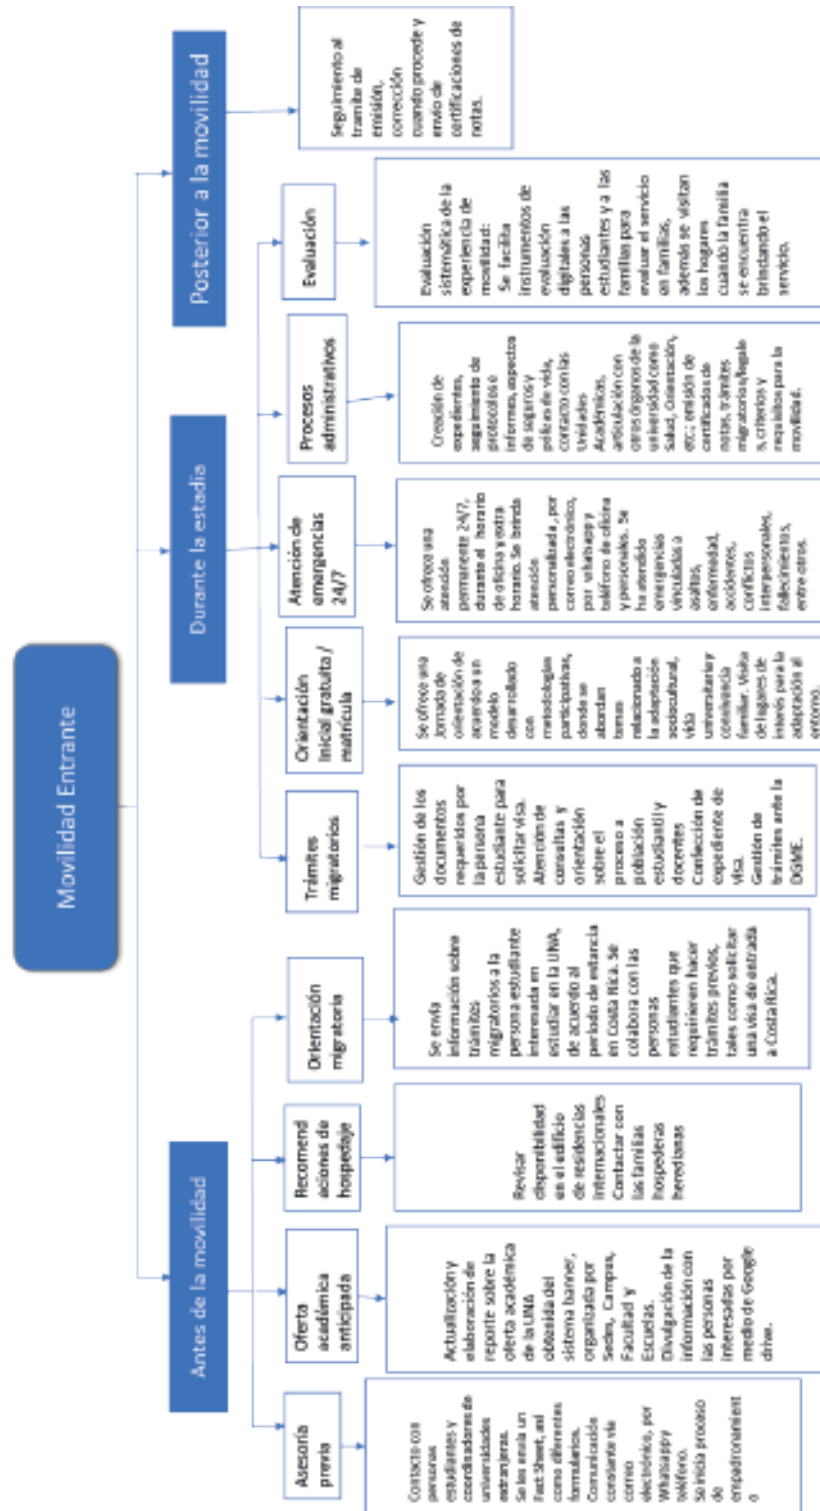 Movilidad Entrante
Antes de la movilidad
Durante la estadía
Posterior a la movilidad
Asesoría
previa
Oferta
académica
anticipada
Recomend
aciones de
hospedaje
Orientación
migratoria
Trámites
migratorios
Orientación
Inicial gratuita /
matrícula
Atención de
emergencias
24/7
Procesos
administrativos
Evaluación
Contacto con
personas
estudiantes y
coordinadores de
universidades
extranjeras.
Se les envía un
Fact Sheet, así
como diferentes
formularios.
Comunicación
constante vía
correo
electrónico, por
Whatsapp y
teléfono.
Se inicia proceso
de
empadronamient
o
Actualización y
elaboración de
reporte sobre la
oferta académica
de la UNA
obtenida del
sistema banner,
organizada por
Sedes, Campus,
Facultad y
Escuelas.
Divulgación de la
información con
las personas
interesadas por
medio de Google
drive.
Revisar
disponibilidad
en el edificio
de residencias
internacionales
Contactar con
las familias
hospederas
heredianas
Se envía
información sobre
trámites
migratorios a la
persona estudiante
interesada en
estudiar en la UNA,
de acuerdo al
período de estancia
en Costa Rica. Se
colabora con las
personas
estudiantes que
requirieren hacer
trámites previos,
tales como solicitar
una visa de entrada
a Costa Rica.
Gestión de los
documentos
requeridos por
la persona
estudiante para
solicitar visa.
Atención de
consultas y
orientación
sobre el
proceso a
población
estudiantil y
docentes
Confección de
expediente de
visa.
Gestión de
trámites ante la
DGME.
Se ofrece una
Jornada de
orientación de
acuerdo a un
modelo
desarrollado
con
metodologías
participativas,
donde se
abordan
temas
relacionado a
la adaptación
sociocultural,
vida
universitaria y
convivencia
familiar. Visita
de lugares de
interés para la
adaptación al
entorno.
Se ofrece una
atención
permanente 24/7.
durante el horario
de oficina y extra
horario. Se brinda
atención
personalizada, por
correo electrónico,
por whatsapp y
teléfono de oficina
y personales. Se
ha atendido
emergencias
vinculadas a
asaltos,
enfermedad,
accidentes,
conflictos
interpersonales,
fallecimientos,
entre otros.
Creación de
expedientes,
seguimiento de
protocolos e
informes, aspectos
de seguros y
pólizas de vida,
contacto con las
Unidades
Académicas,
articulación con
otros órganos de la
universidad como
Salud, Orientación,
etc.; emisión de
certificados de
notas, trámites
migratorios/legale
s, criterios y
requisitos para la
movilidad.
Evaluación
sistemática de la
experiencia de
movilidad:
Se facilita
instrumentos de
evaluación
digitales a las
personas
estudiantes y a las
familias para
evaluar el servicio
en familias,
además se visitan
los hogares
cuando la familia
se encuentra
brindando el
servicio.
Seguimiento al
tramite de
emisión,
corrección
cuando procede y
envío de
certificaciones de
notas.